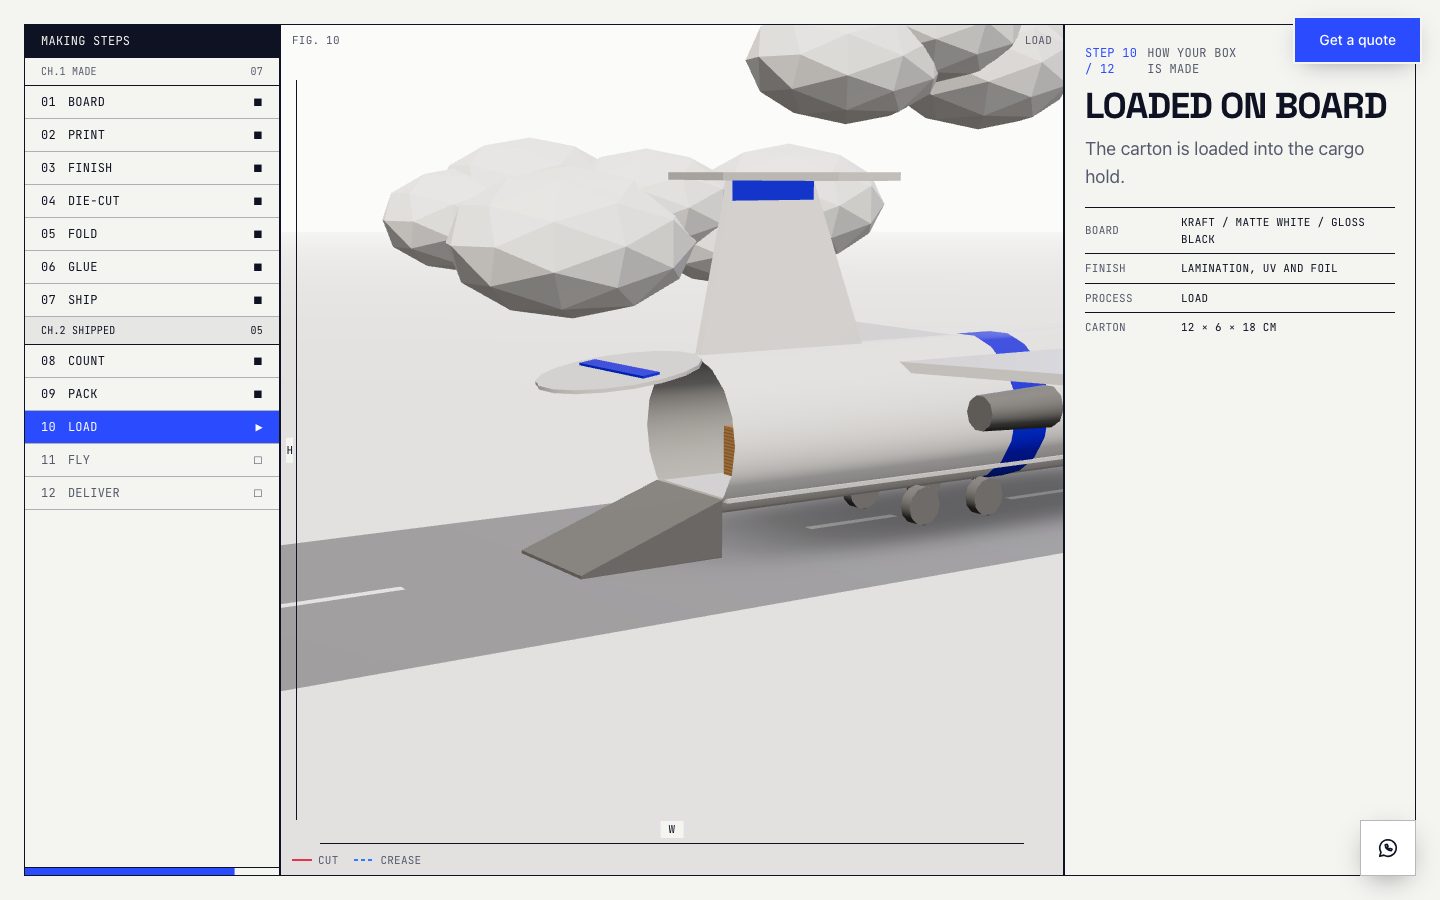 MAKING STEPS
CH.1 MADE 07
01 BOARD
02 PRINT
03 FINISH
04 DIE-CUT
05 FOLD
06 GLUE
07 SHIP
CH.2 SHIPPED 05
08 COUNT
09 PACK
10 LOAD
11 FLY
12 DELIVER
FIG. 10
LOAD
H
W
CUT CREASE
Get a quote
STEP 10 / 12
HOW YOUR BOX IS MADE
LOADED ON BOARD
The carton is loaded into the cargo
hold.
BOARD KRAFT / MATTE WHITE / GLOSS
BLACK
FINISH LAMINATION, UV AND FOIL
PROCESS LOAD
CARTON 12 × 6 × 18 CM